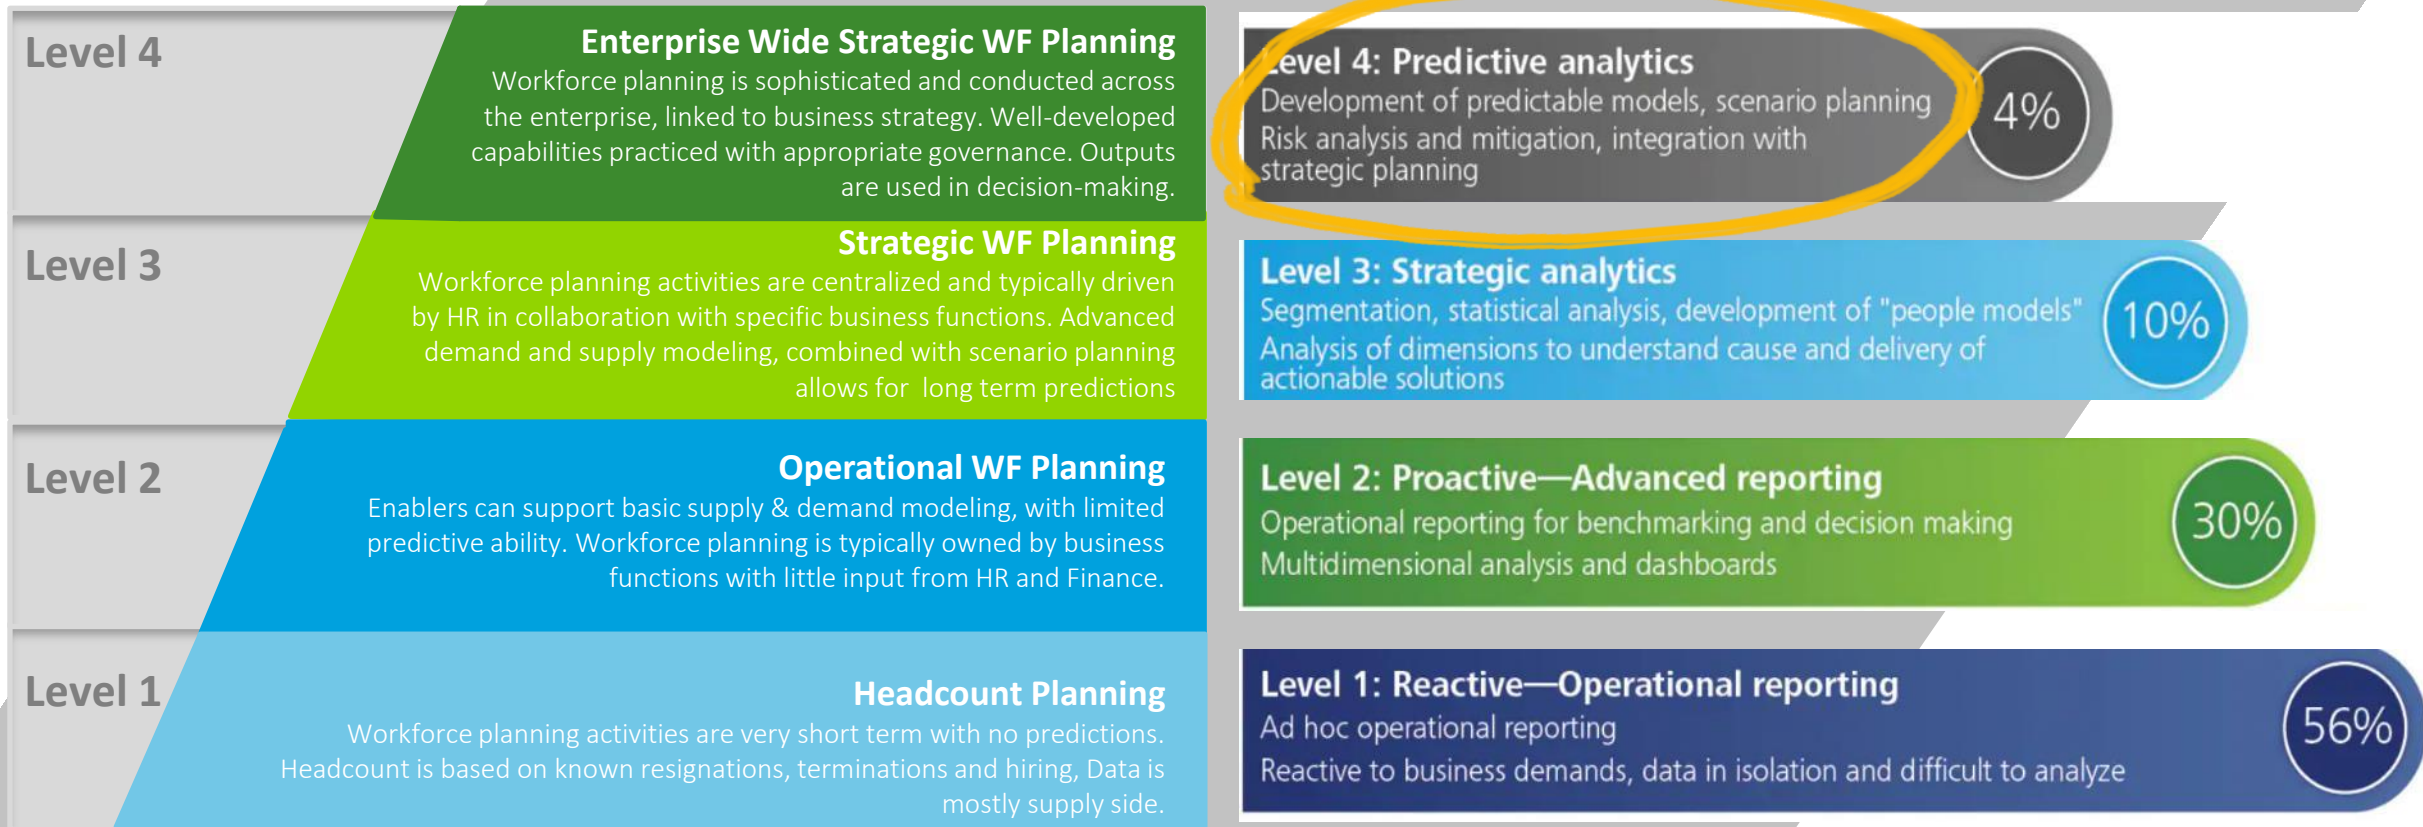 Level 4
Enterprise Wide Strategic WF Planning
Workforce planning is sophisticated and conducted across
the enterprise, linked to business strategy. Well-developed
capabilities practiced with appropriate governance. Outputs
are used in decision-making.
Level 4: Predictive analytics
Development of predictable models, scenario planning
Risk analysis and mitigation, integration with
strategic planning
4%
Level 3
Strategic WF Planning
Workforce planning activities are centralized and typically driven
by HR in collaboration with specific business functions. Advanced
demand and supply modeling, combined with scenario planning
allows for long term predictions
Level 3: Strategic analytics
Segmentation, statistical analysis, development of "people models"
Analysis of dimensions to understand cause and delivery of
actionable solutions
10%
Level 2
Operational WF Planning
Enablers can support basic supply & demand modeling, with limited
predictive ability. Workforce planning is typically owned by business
functions with little input from HR and Finance.
Level 2: Proactive—Advanced reporting
Operational reporting for benchmarking and decision making
Multidimensional analysis and dashboards
30%
Level 1
Headcount Planning
Workforce planning activities are very short term with no predictions.
Headcount is based on known resignations, terminations and hiring, Data is
mostly supply side.
Level 1: Reactive—Operational reporting
Ad hoc operational reporting
Reactive to business demands, data in isolation and difficult to analyze
56%